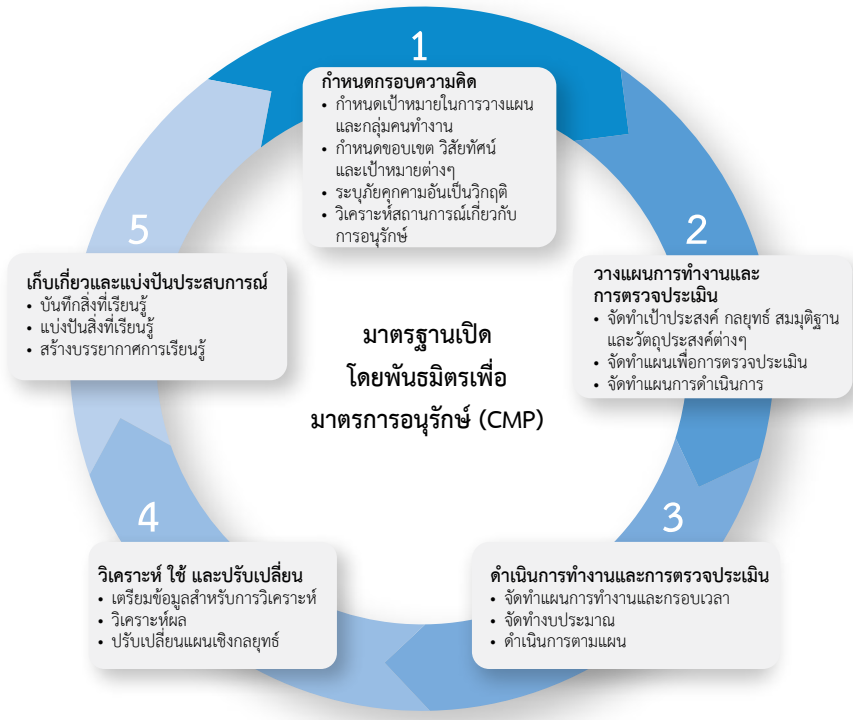 1
กำหนดกรอบความคิด
• กำหนดเป้าหมายในการวางแผน
และกลุ่มคนทำงาน
• กำหนดขอบเขต วิสัยทัศน์
และเป้าหมายต่างๆ
• ระบุภัยคุกคามอันเป็นวิกฤติ
• วิเคราะห์สถานการณ์เกี่ยวกับ
การอนุรักษ์
2
วางแผนการทำงานและ
การตรวจประเมิน
• จัดทำเป้าประสงค์ กลยุทธ์ สมมุติฐาน
และวัตถุประสงค์ต่างๆ
• จัดทำแผนเพื่อการตรวจประเมิน
• จัดทำแผนการดำเนินการ
3
ดำเนินการทำงานและการตรวจประเมิน
• จัดทำแผนการทำงานและกรอบเวลา
• จัดทำงบประมาณ
• ดำเนินการตามแผน
4
วิเคราะห์ ใช้ และปรับเปลี่ยน
• เตรียมข้อมูลสำหรับการวิเคราะห์
• วิเคราะห์ผล
• ปรับเปลี่ยนแผนเชิงกลยุทธ์
5
เก็บเกี่ยวและแบ่งปันประสบการณ์
• บันทึกสิ่งที่เรียนรู้
• แบ่งปันสิ่งที่เรียนรู้
• สร้างบรรยากาศการเรียนรู้
มาตรฐานเปิด
โดยพันธมิตรเพื่อ
มาตรการอนุรักษ์ (CMP)